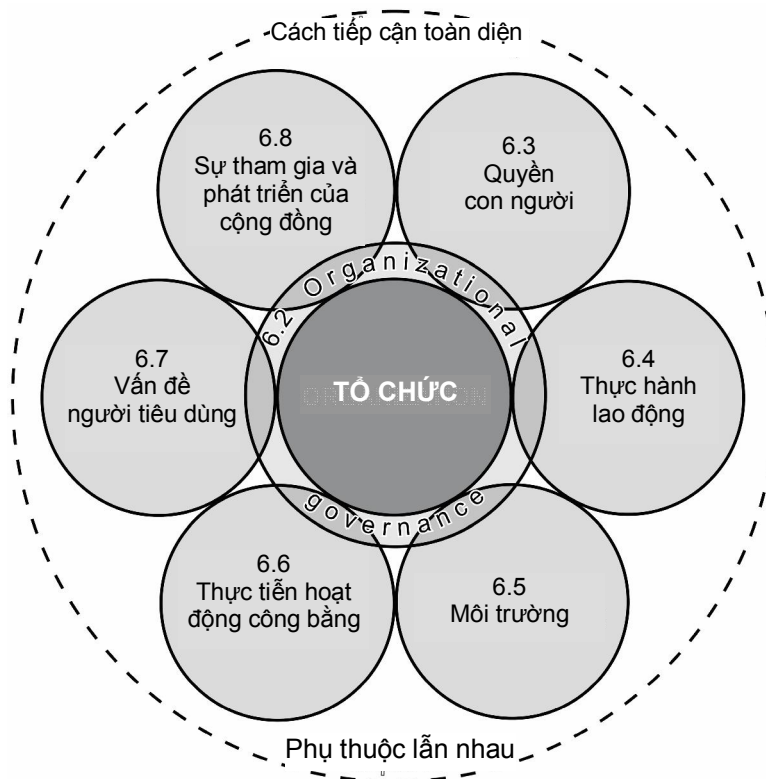 Cách tiếp cận toàn diện
6.8
Sự tham gia và
phát triển của
cộng đồng
6.3
Quyền
con người
6.2 Organizational
governance
6.7
Vấn đề
người tiêu dùng
TỔ CHỨC
6.4
Thực hành
lao động
6.6
Thực tiễn hoạt
động công bằng
6.5
Môi trường
Phụ thuộc lẫn nhau